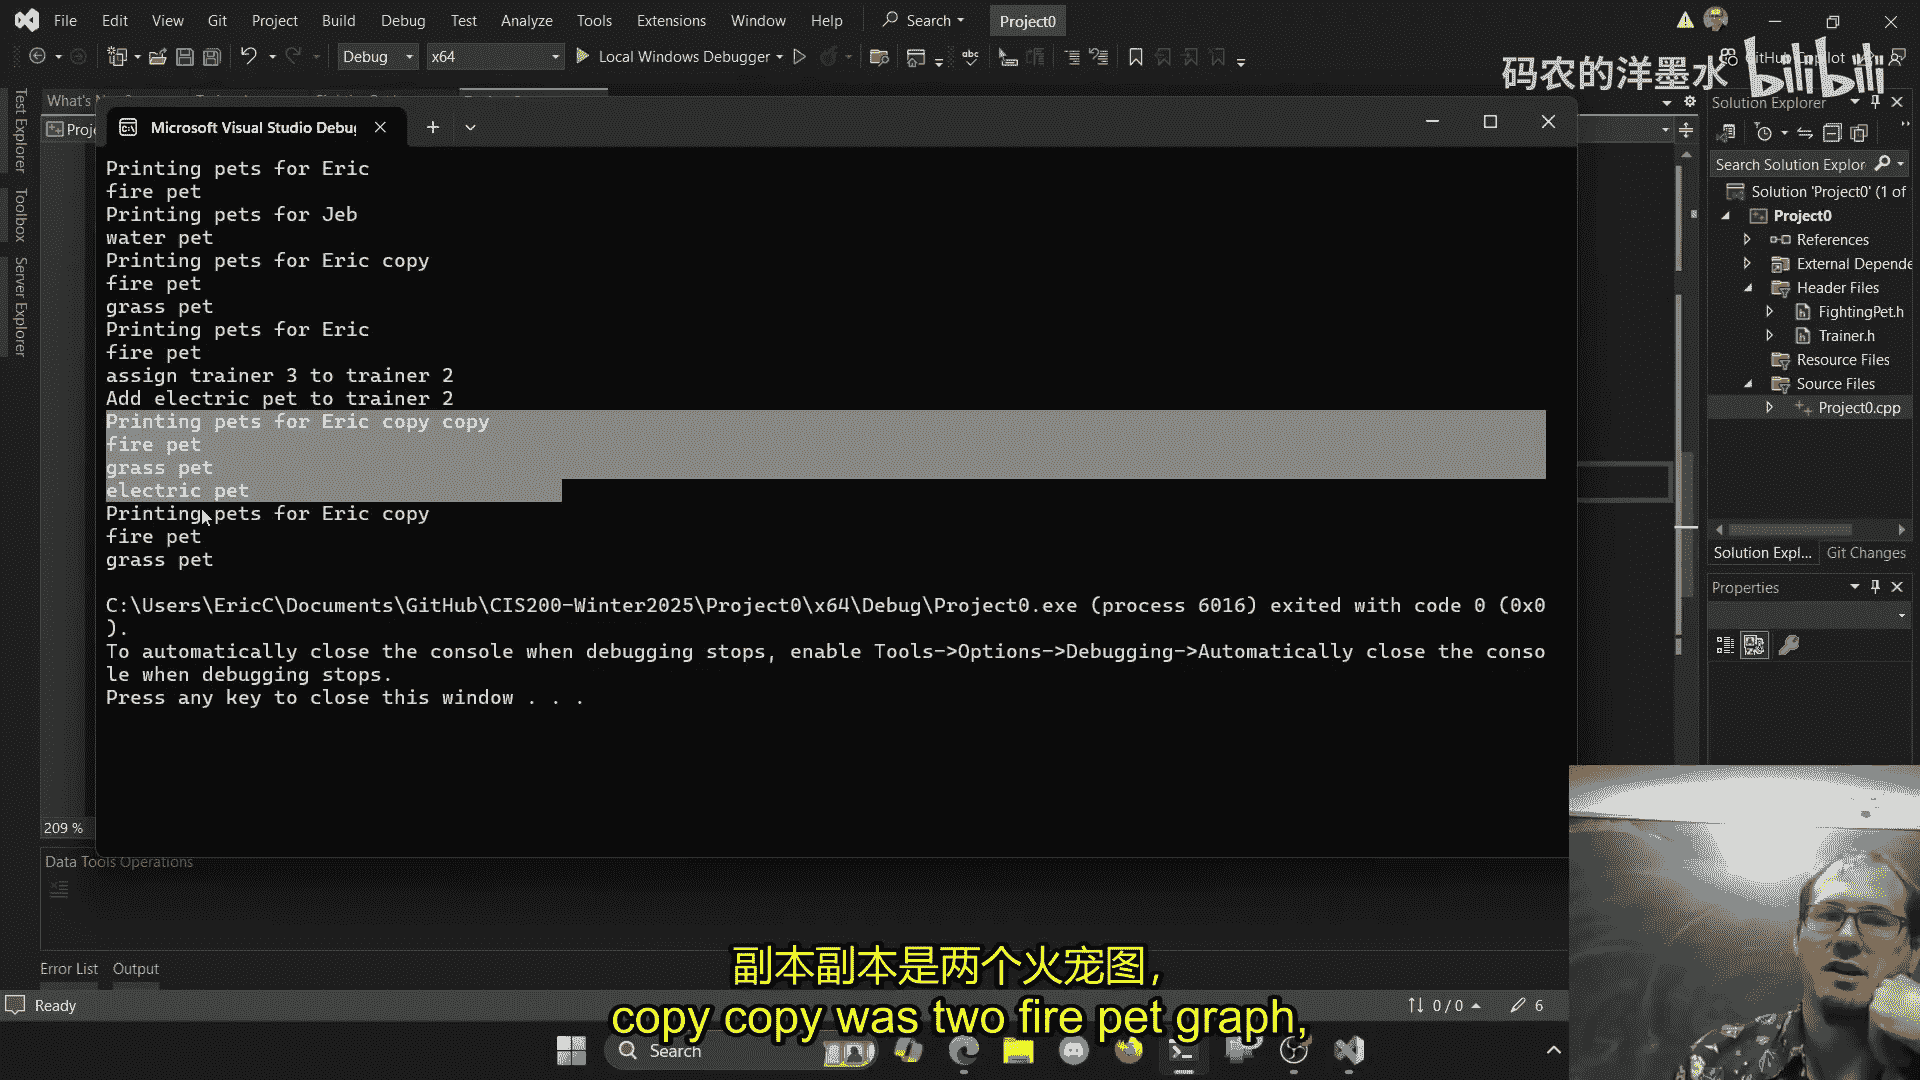 File Edit View Git Project Build Debug Test Analyze Tools Extensions Window Help Search Project0
Debug x64 Local Windows Debugger
码农的洋墨水 bilibili
What's
Proj
Test Explorer
Toolbox
Server Explorer
Microsoft Visual Studio Debug
Printing pets for Eric
fire pet
Printing pets for Jeb
water pet
Printing pets for Eric copy
fire pet
grass pet
Printing pets for Eric
fire pet
assign trainer 3 to trainer 2
Add electric pet to trainer 2
Printing pets for Eric copy copy
fire pet
grass pet
electric pet
Printing pets for Eric copy
fire pet
grass pet
C:\Users\EricC\Documents\GitHub\CIS200-Winter2025\Project0\x64\Debug\Project0.exe (process 6016) exited with code 0 (0x0
).
To automatically close the console when debugging stops, enable Tools->Options->Debugging->Automatically close the conso
le when debugging stops.
Press any key to close this window . . .
Solution Explorer
Search Solution Explor
Solution 'Project0' (1 of
Project0
References
External Depende
Header Files
FightingPet.h
Trainer.h
Resource Files
Source Files
Project0.cpp
Solution Expl... Git Changes
Properties
209 %
Data Tools Operations
Error List Output
Ready
0 / 0 6
副本副本是两个火宠图，
copy copy was two fire pet graph,
Search